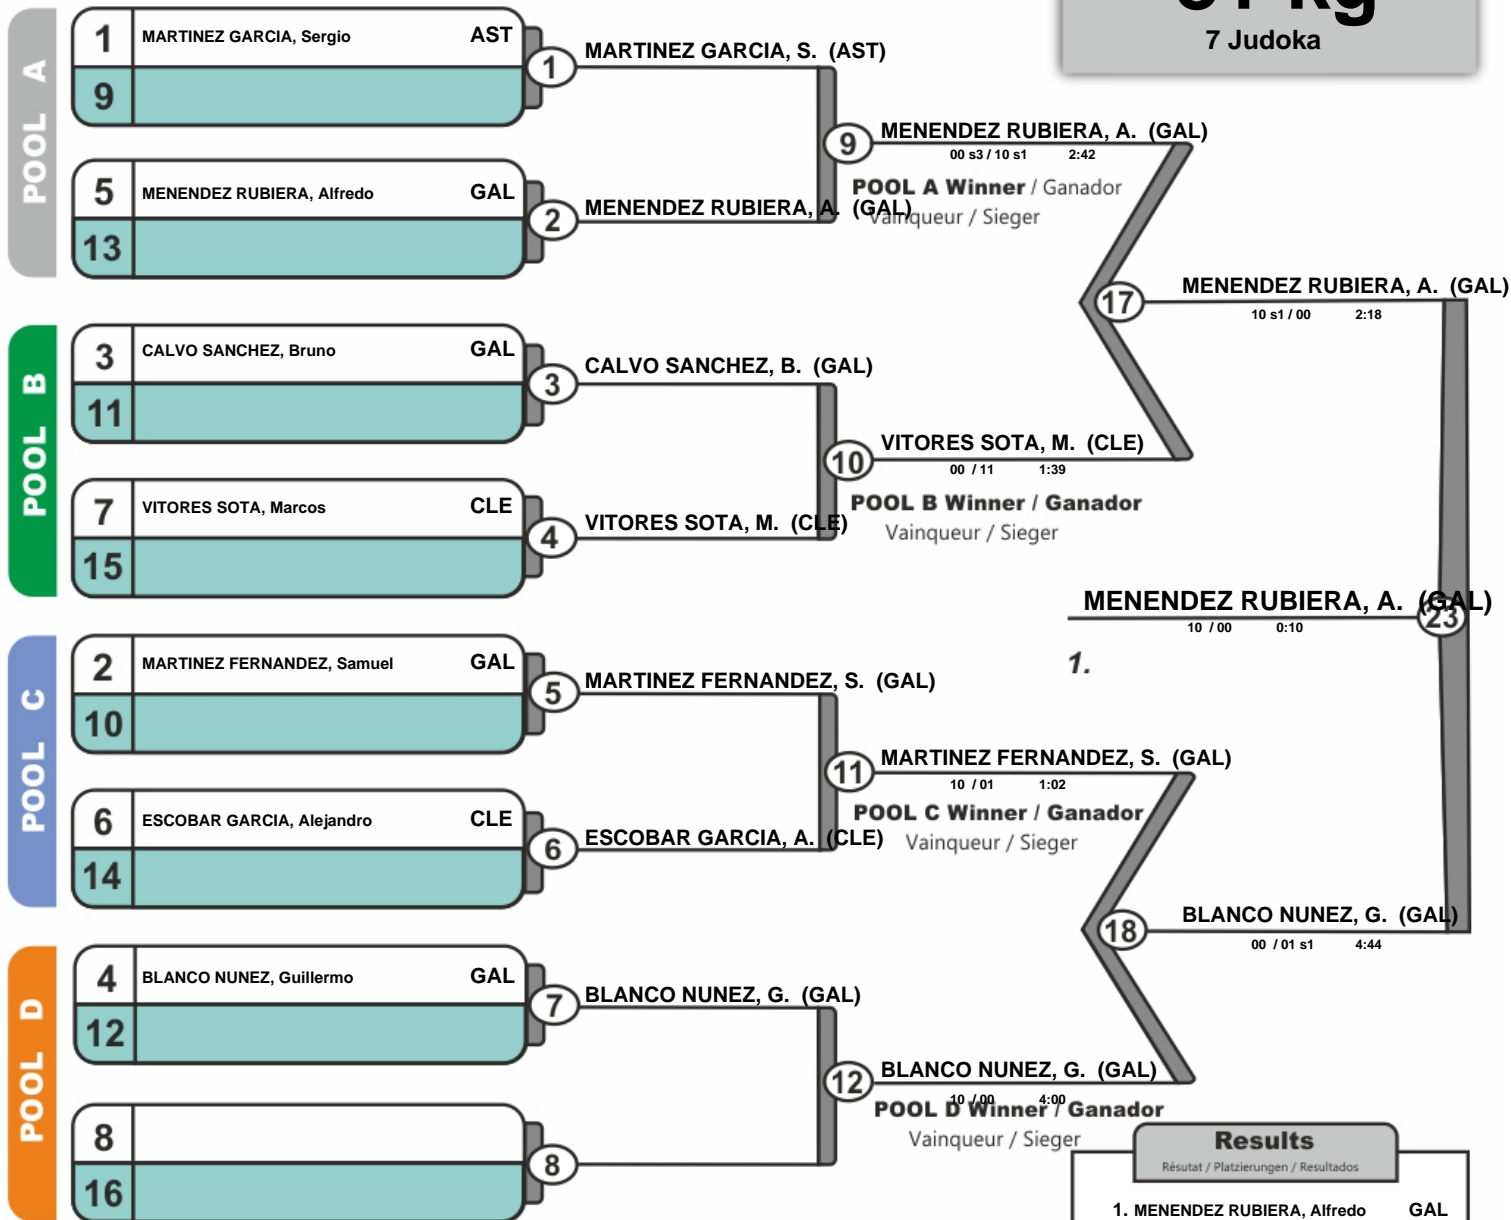 7 Judoka
POOL A
1 MARTINEZ GARCIA, Sergio AST
9
5 MENENDEZ RUBIERA, Alfredo GAL
13
1 MARTINEZ GARCIA, S. (AST)
2 MENENDEZ RUBIERA, A. (GAL)
9 MENENDEZ RUBIERA, A. (GAL)
00 s3 / 10 s1 2:42
POOL A Winner / Ganador
Vainqueur / Sieger
POOL B
3 CALVO SANCHEZ, Bruno GAL
11
7 VITORES SOTA, Marcos CLE
15
3 CALVO SANCHEZ, B. (GAL)
4 VITORES SOTA, M. (CLE)
10 VITORES SOTA, M. (CLE)
00 / 11 1:39
POOL B Winner / Ganador
Vainqueur / Sieger
17 MENENDEZ RUBIERA, A. (GAL)
10 s1 / 00 2:18
MENENDEZ RUBIERA, A. (GAL)
23
10 / 00 0:10
1.
POOL C
2 MARTINEZ FERNANDEZ, Samuel GAL
10
6 ESCOBAR GARCIA, Alejandro CLE
14
5 MARTINEZ FERNANDEZ, S. (GAL)
6 ESCOBAR GARCIA, A. (CLE)
11 MARTINEZ FERNANDEZ, S. (GAL)
10 / 01 1:02
POOL C Winner / Ganador
Vainqueur / Sieger
18 BLANCO NUNEZ, G. (GAL)
00 / 01 s1 4:44
POOL D
4 BLANCO NUNEZ, Guillermo GAL
12
8
16
7 BLANCO NUNEZ, G. (GAL)
8
12 BLANCO NUNEZ, G. (GAL)
10 / 00 4:00
POOL D Winner / Ganador
Vainqueur / Sieger
Results
Résutat / Platzierungen / Resultados
1. MENENDEZ RUBIERA, Alfredo GAL